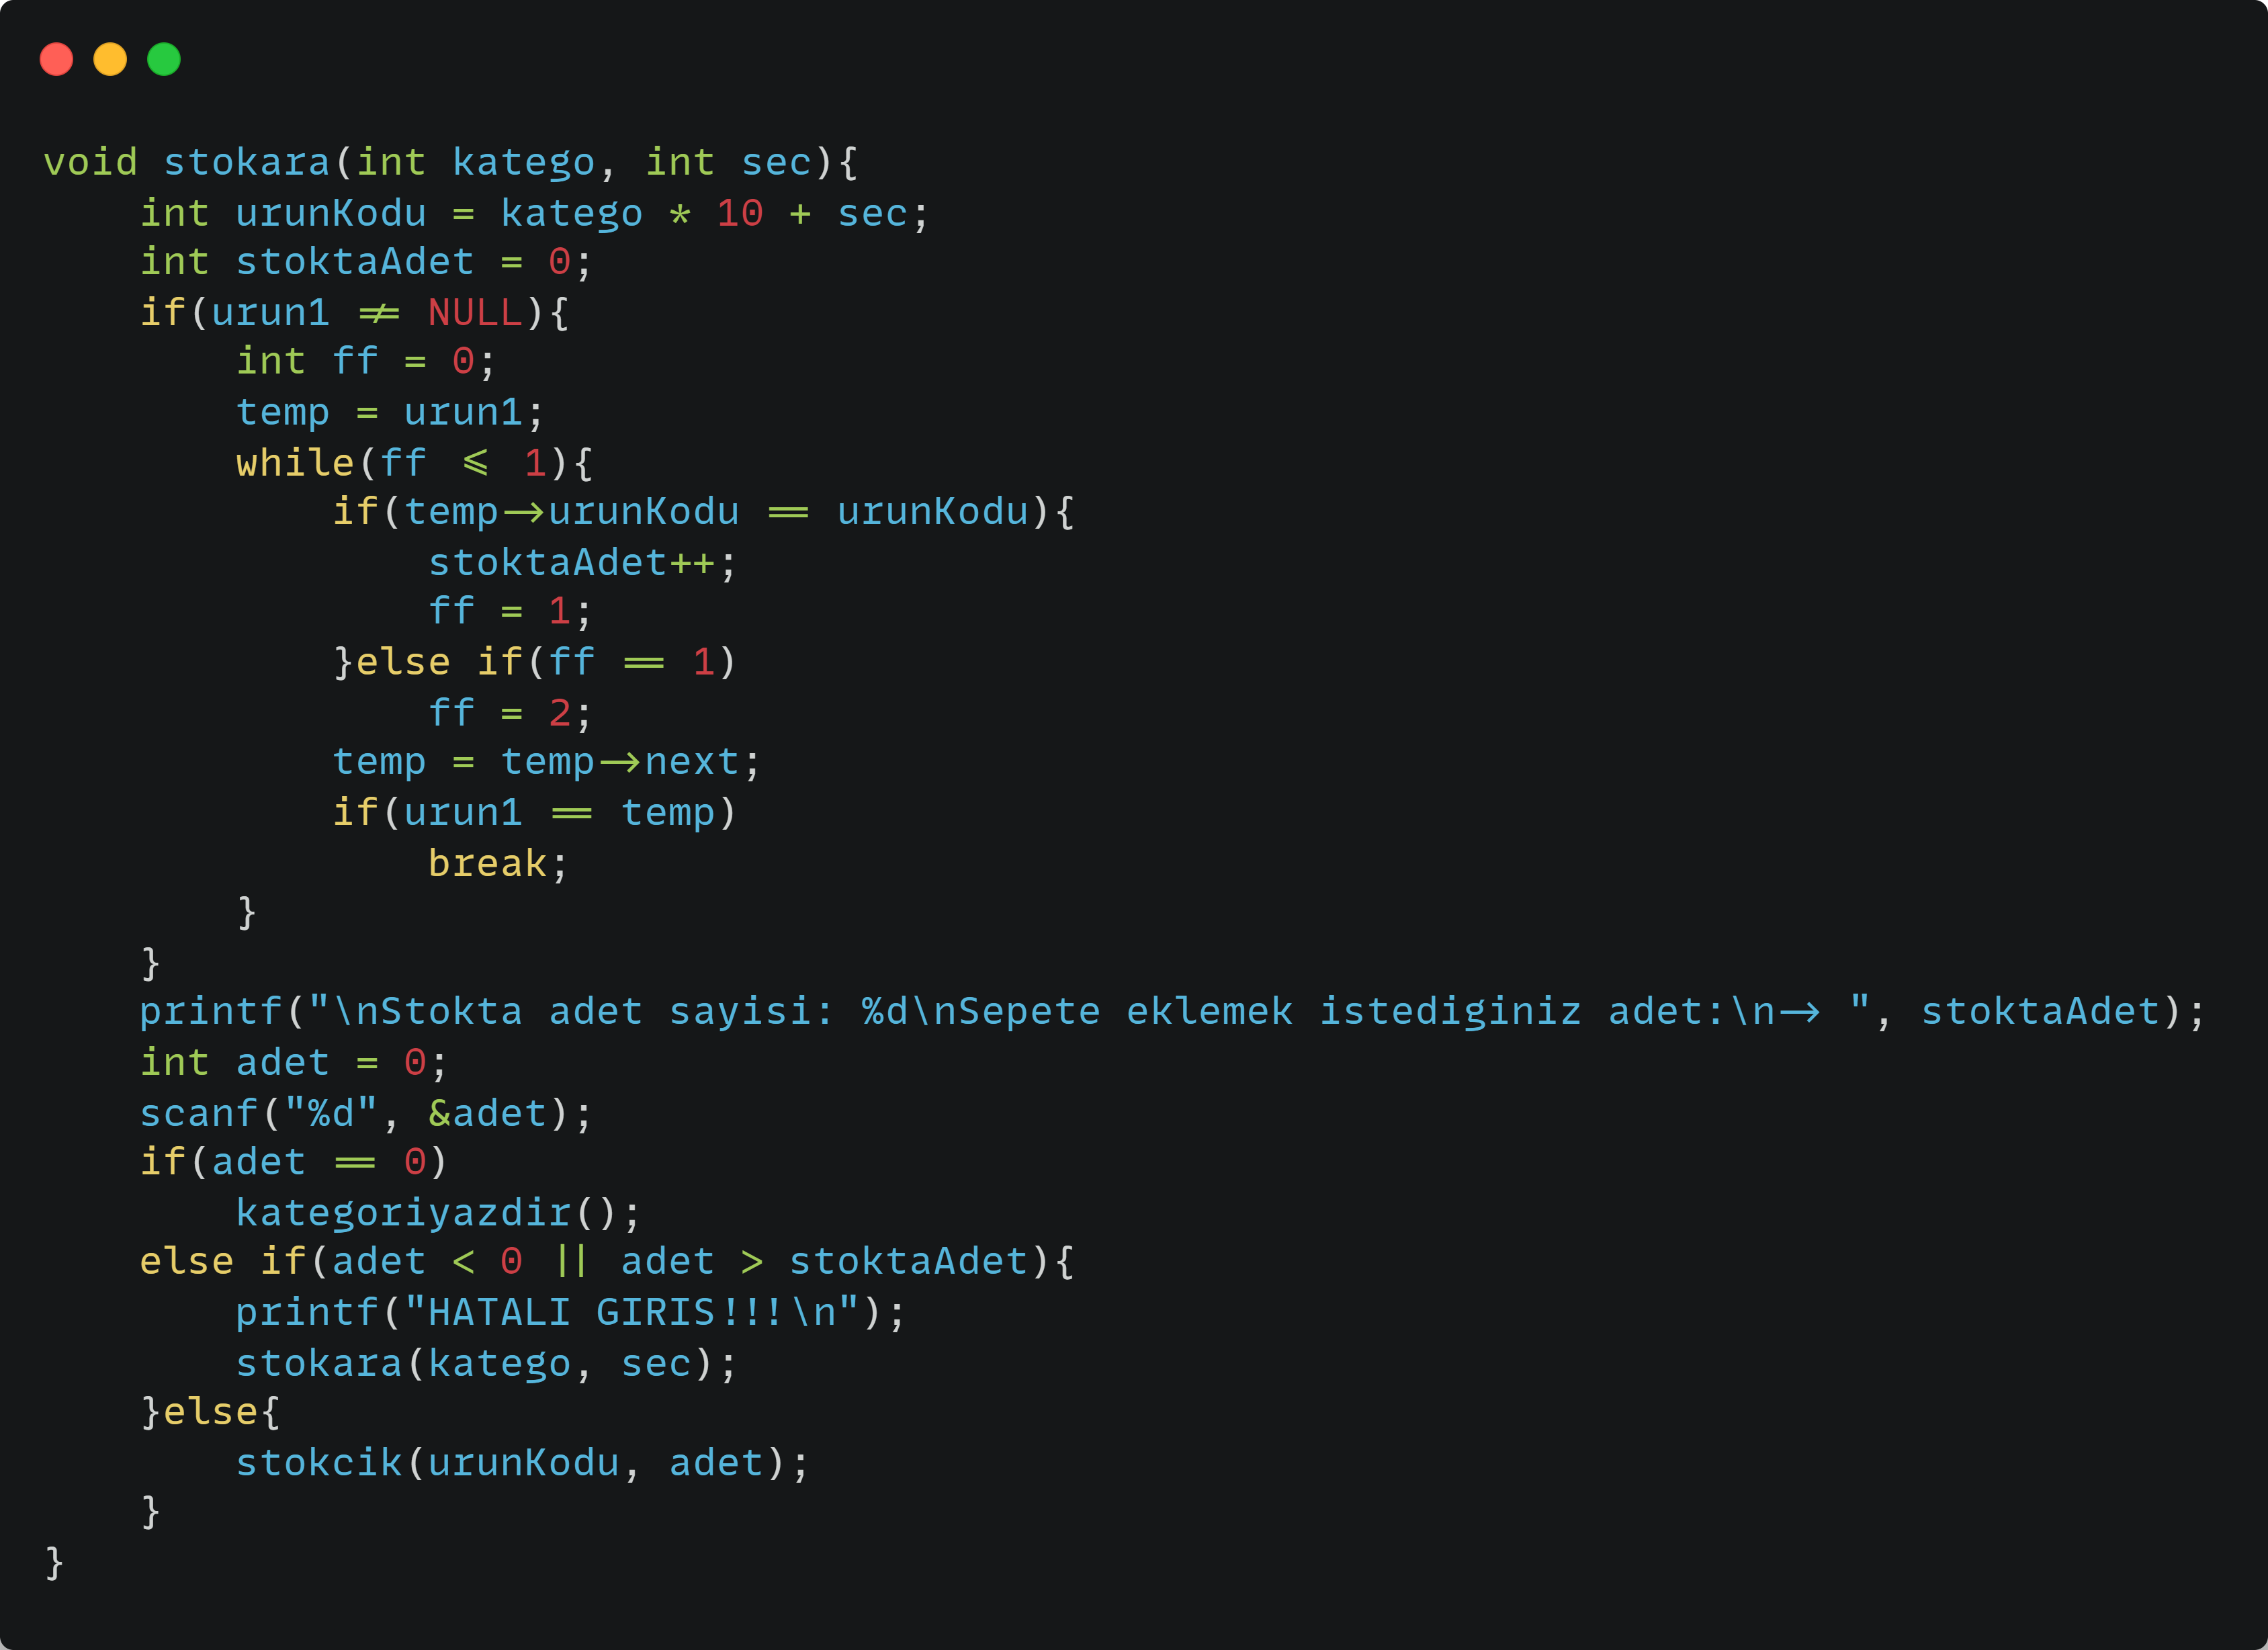 void stokara(int katego, int sec){
    int urunKodu = katego * 10 + sec;
    int stoktaAdet = 0;
    if(urun1 != NULL){
        int ff = 0;
        temp = urun1;
        while(ff <= 1){
            if(temp->urunKodu == urunKodu){
                stoktaAdet++;
                ff = 1;
            }else if(ff == 1)
                ff = 2;
            temp = temp->next;
            if(urun1 == temp)
                break;
        }
    }
    printf("\nStokta adet sayisi: %d\nSepete eklemek istediginiz adet:\n-> ", stoktaAdet);
    int adet = 0;
    scanf("%d", &adet);
    if(adet == 0)
        kategoriyazdir();
    else if(adet < 0 || adet > stoktaAdet){
        printf("HATALI GIRIS!!!\n");
        stokara(katego, sec);
    }else{
        stokcik(urunKodu, adet);
    }
}